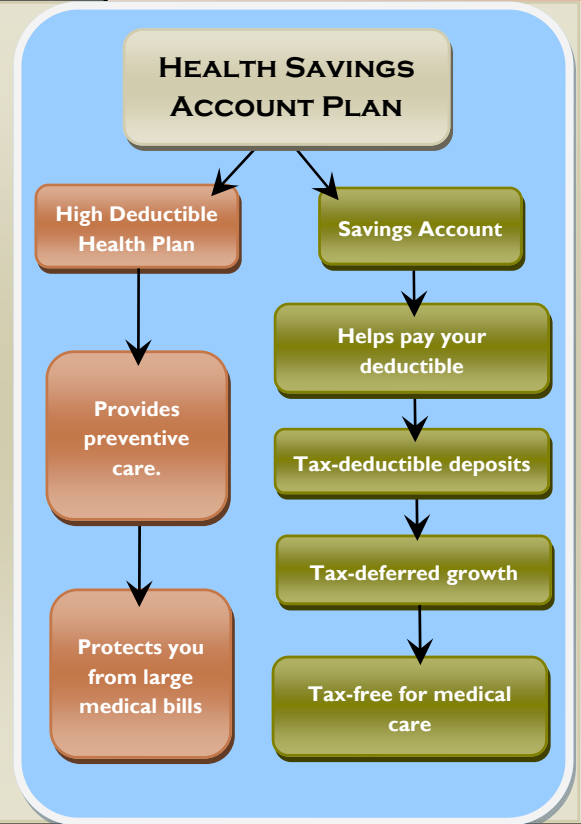 HEALTH SAVINGS
ACCOUNT PLAN
High Deductible
Health Plan
Provides
preventive
care.
Protects you
from large
medical bills
Savings Account
Helps pay your
deductible
Tax-deductible deposits
Tax-deferred growth
Tax-free for medical
care